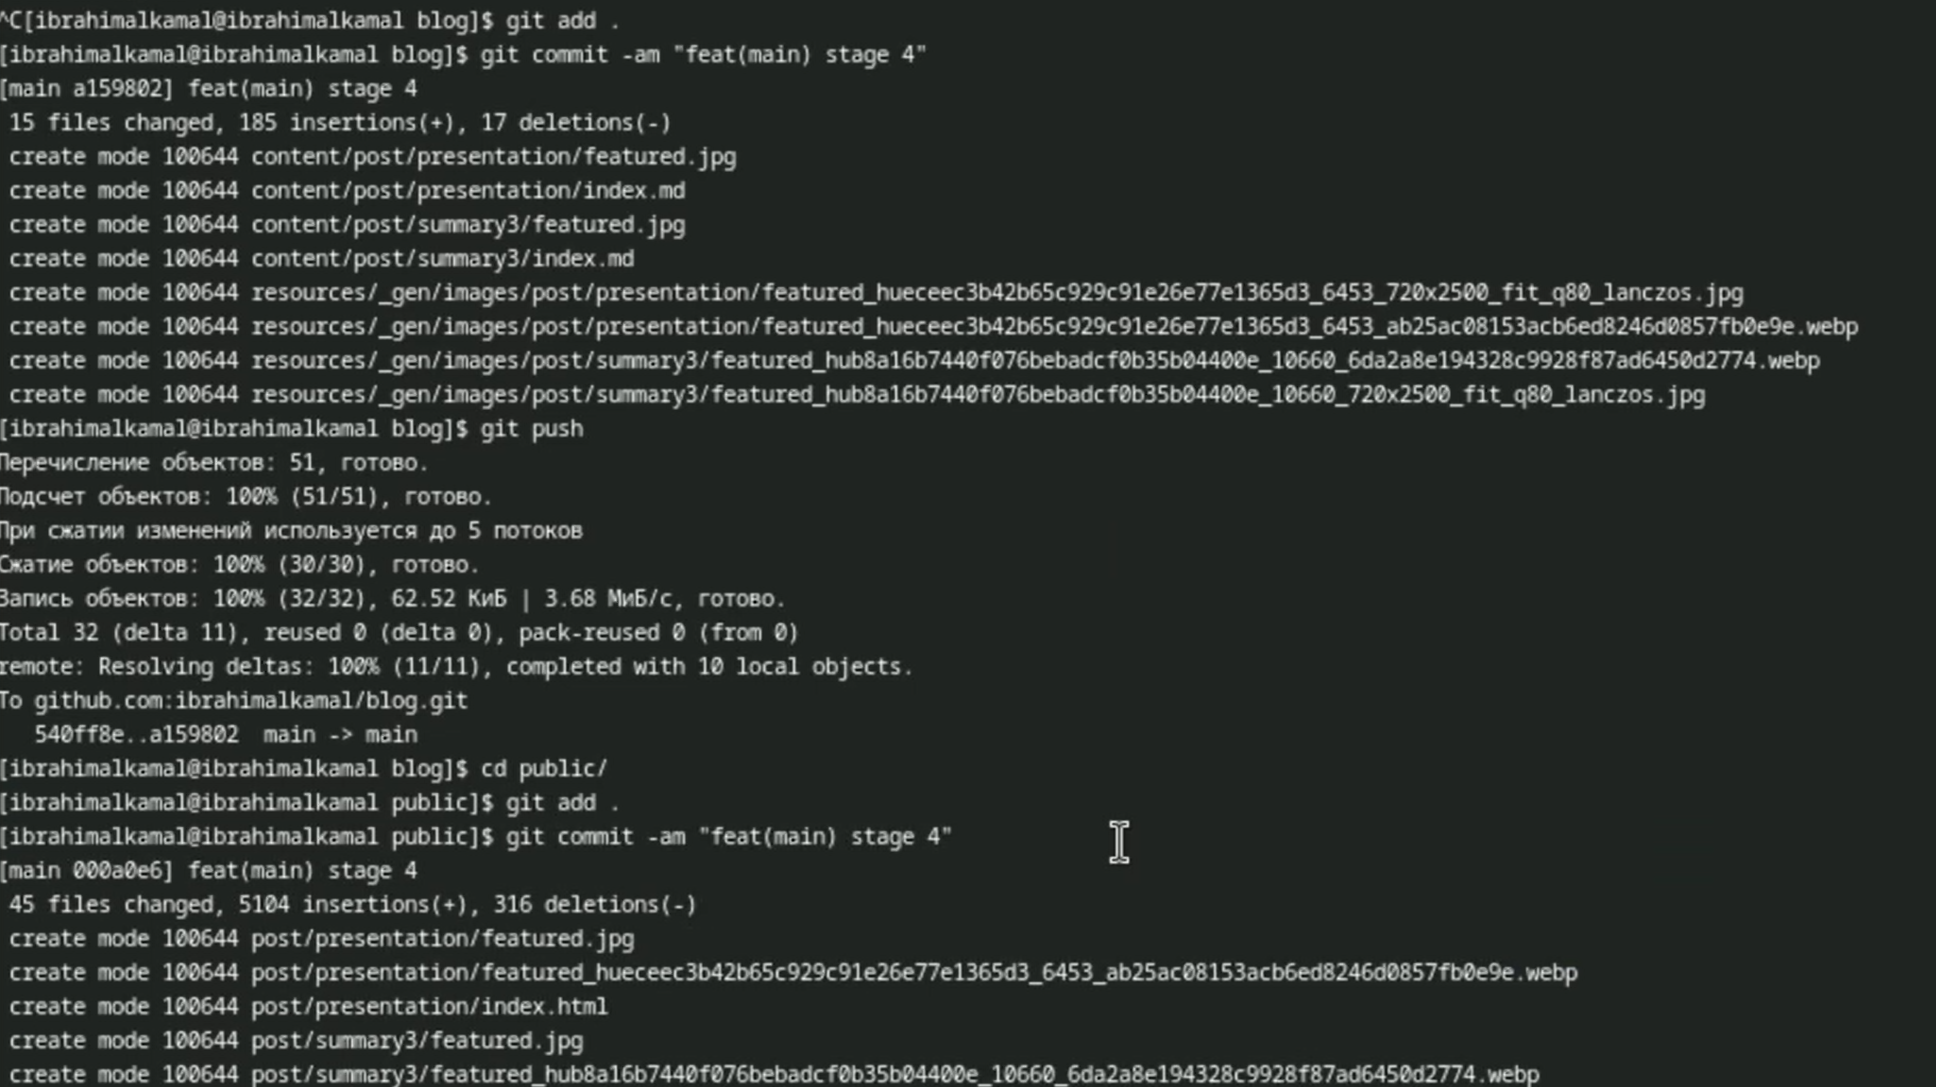 ^C[ibrahimalkamal@ibrahimalkamal blog]$ git add .
[ibrahimalkamal@ibrahimalkamal blog]$ git commit -am "feat(main) stage 4"
[main a159802] feat(main) stage 4
 15 files changed, 185 insertions(+), 17 deletions(-)
 create mode 100644 content/post/presentation/featured.jpg
 create mode 100644 content/post/presentation/index.md
 create mode 100644 content/post/summary3/featured.jpg
 create mode 100644 content/post/summary3/index.md
 create mode 100644 resources/_gen/images/post/presentation/featured_hueceec3b42b65c929c91e26e77e1365d3_6453_720x2500_fit_q80_lanczos.jpg
 create mode 100644 resources/_gen/images/post/presentation/featured_hueceec3b42b65c929c91e26e77e1365d3_6453_ab25ac08153acb6ed8246d0857fb0e9e.webp
 create mode 100644 resources/_gen/images/post/summary3/featured_hub8a16b7440f076bebadcf0b35b04400e_10660_6da2a8e194328c9928f87ad6450d2774.webp
 create mode 100644 resources/_gen/images/post/summary3/featured_hub8a16b7440f076bebadcf0b35b04400e_10660_720x2500_fit_q80_lanczos.jpg
[ibrahimalkamal@ibrahimalkamal blog]$ git push
Перечисление объектов: 51, готово.
Подсчет объектов: 100% (51/51), готово.
При сжатии изменений используется до 5 потоков
Сжатие объектов: 100% (30/30), готово.
Запись объектов: 100% (32/32), 62.52 КиБ | 3.68 МиБ/с, готово.
Total 32 (delta 11), reused 0 (delta 0), pack-reused 0 (from 0)
remote: Resolving deltas: 100% (11/11), completed with 10 local objects.
To github.com:ibrahimalkamal/blog.git
   540ff8e..a159802  main -> main
[ibrahimalkamal@ibrahimalkamal blog]$ cd public/
[ibrahimalkamal@ibrahimalkamal public]$ git add .
[ibrahimalkamal@ibrahimalkamal public]$ git commit -am "feat(main) stage 4"
[main 000a0e6] feat(main) stage 4
 45 files changed, 5104 insertions(+), 316 deletions(-)
 create mode 100644 post/presentation/featured.jpg
 create mode 100644 post/presentation/featured_hueceec3b42b65c929c91e26e77e1365d3_6453_ab25ac08153acb6ed8246d0857fb0e9e.webp
 create mode 100644 post/presentation/index.html
 create mode 100644 post/summary3/featured.jpg
 create mode 100644 post/summary3/featured_hub8a16b7440f076bebadcf0b35b04400e_10660_6da2a8e194328c9928f87ad6450d2774.webp